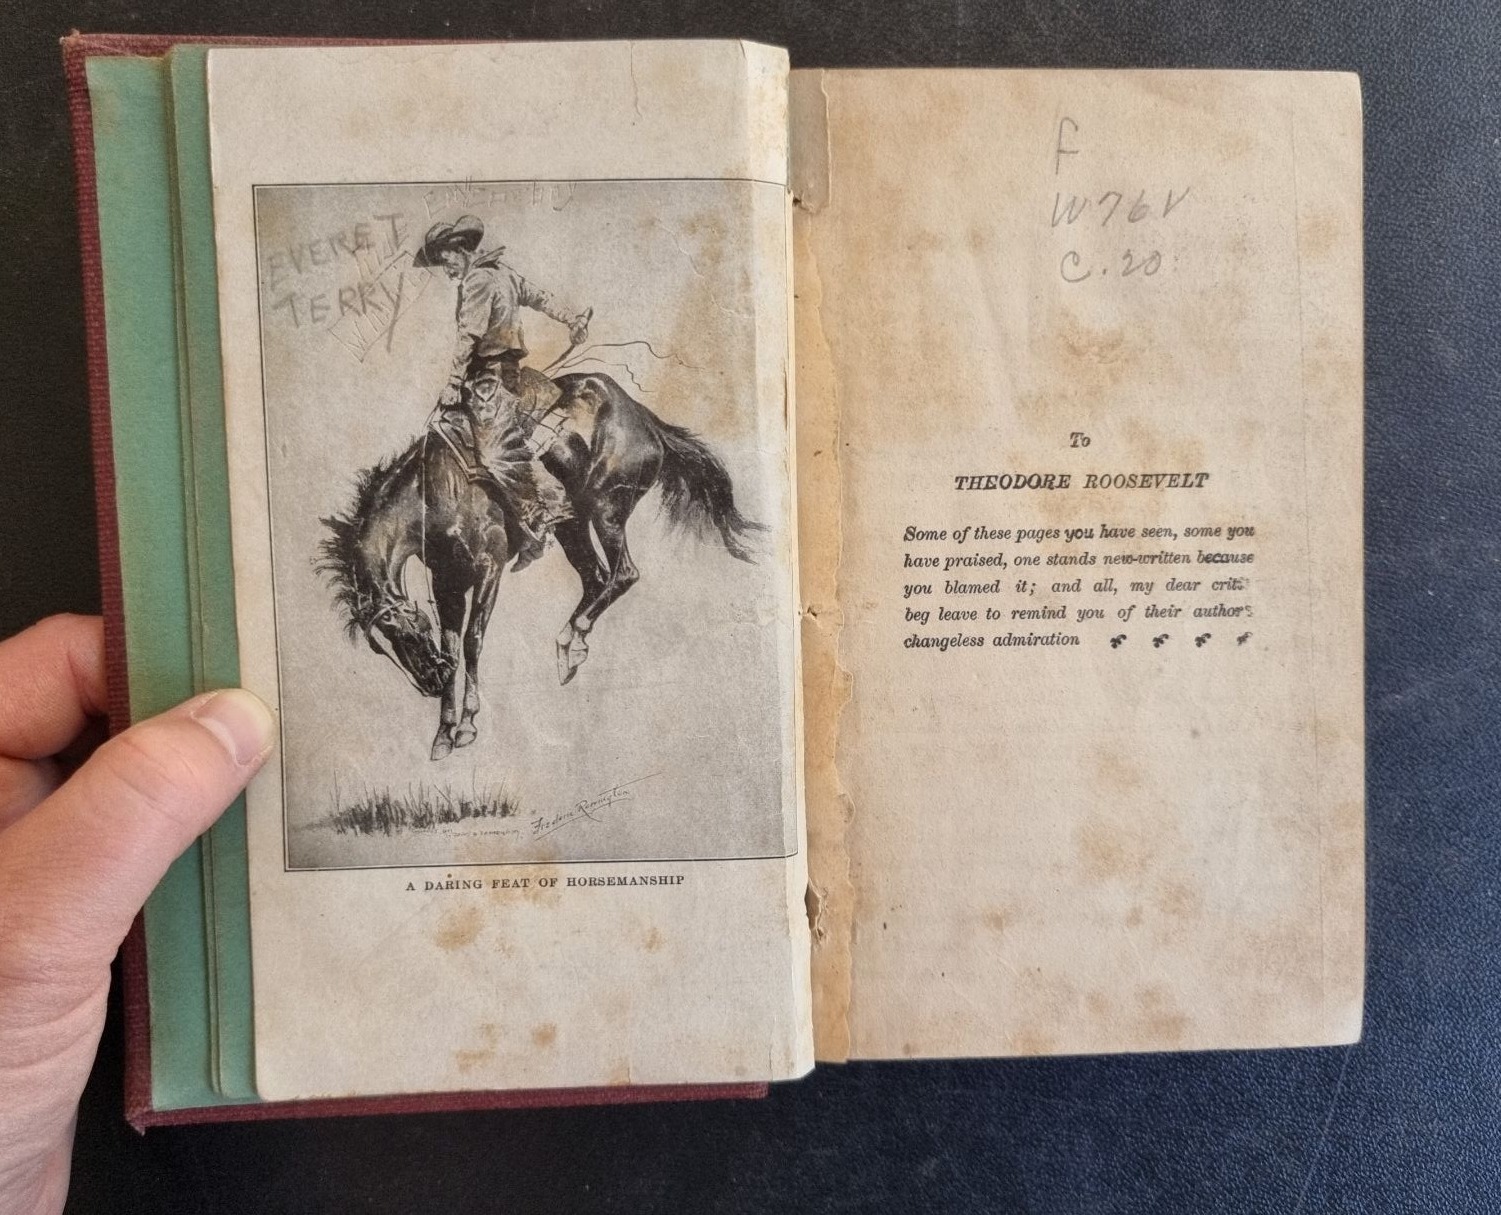 EVERET
TERRY
Frederic Remington
A DARING FEAT OF HORSEMANSHIP
F
W76V
C.20
To
THEODORE ROOSEVELT
Some of these pages you have seen, some you
have praised, one stands new-written because
you blamed it; and all, my dear crit
beg leave to remind you of their author's
changeless admiration